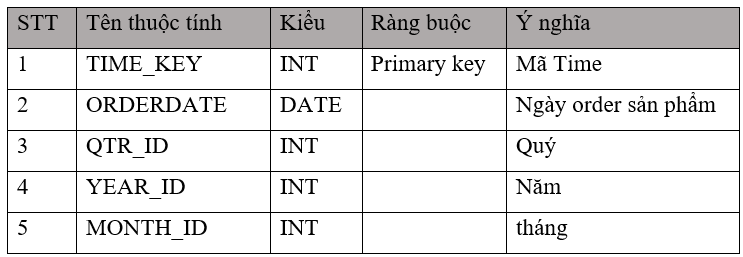 STT Tên thuộc tính Kiểu Ràng buộc Ý nghĩa
1 TIME_KEY INT Primary key Mã Time
2 ORDERDATE DATE Ngày order sản phẩm
3 QTR_ID INT Quý
4 YEAR_ID INT Năm
5 MONTH_ID INT tháng